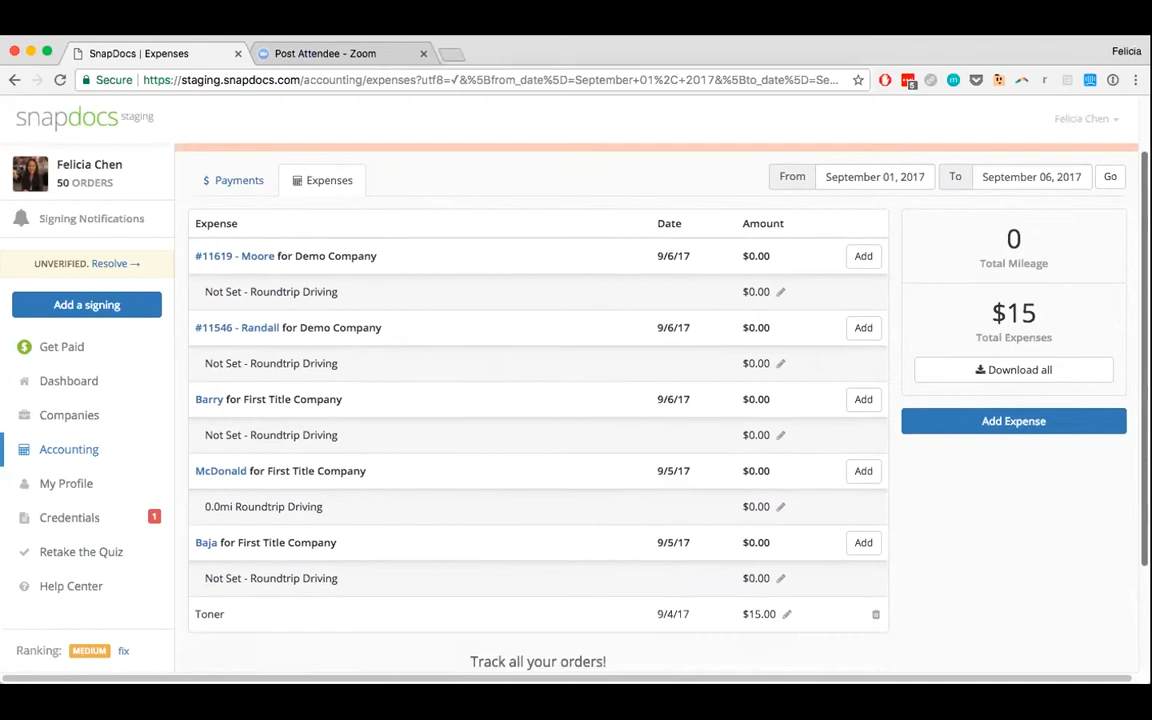 SnapDocs | Expenses
Post Attendee - Zoom
Felicia
Secure
https://staging.snapdocs.com/accounting/expenses?utf8=✓&%5Bfrom_date%5D=September+01%2C+2017&%5Bto_date%5D=Se...
5
snapdocs staging
Felicia Chen
Felicia Chen
50 ORDERS
Signing Notifications
UNVERIFIED. Resolve →
Add a signing
Get Paid
Dashboard
Companies
Accounting
My Profile
Credentials 1
Retake the Quiz
Help Center
Ranking: MEDIUM fix
$ Payments
Expenses
From September 01, 2017 To September 06, 2017 Go
Expense Date Amount
#11619 - Moore for Demo Company 9/6/17 $0.00 Add
Not Set - Roundtrip Driving $0.00
#11546 - Randall for Demo Company 9/6/17 $0.00 Add
Not Set - Roundtrip Driving $0.00
Barry for First Title Company 9/6/17 $0.00 Add
Not Set - Roundtrip Driving $0.00
McDonald for First Title Company 9/5/17 $0.00 Add
0.0mi Roundtrip Driving $0.00
Baja for First Title Company 9/5/17 $0.00 Add
Not Set - Roundtrip Driving $0.00
Toner 9/4/17 $15.00
Track all your orders!
0
Total Mileage
$15
Total Expenses
Download all
Add Expense